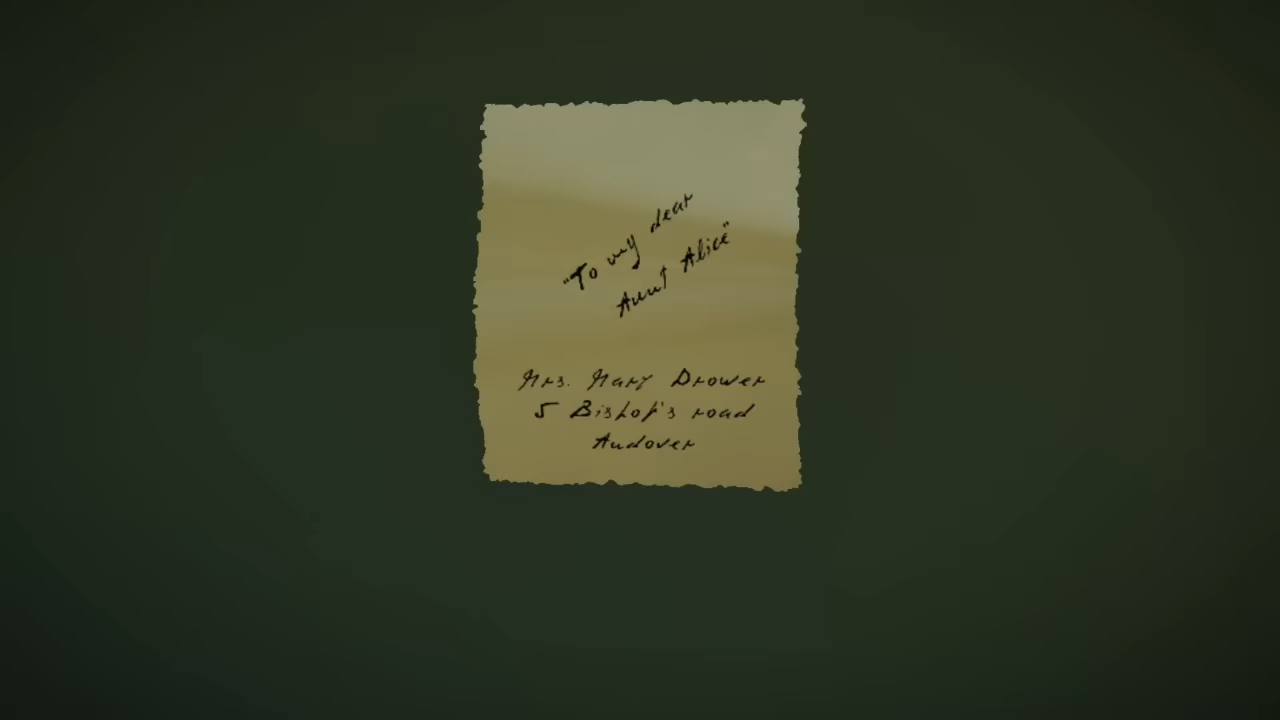 "To my dear
Aunt Alice"
Mrs. Mary Drower
5 Bishop's road
Andover